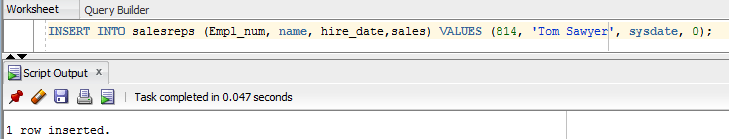 Worksheet Query Builder
INSERT INTO salesreps (Empl_num, name, hire_date,sales) VALUES (814, 'Tom Sawyer', sysdate, 0);
Script Output x
Task completed in 0.047 seconds
1 row inserted.